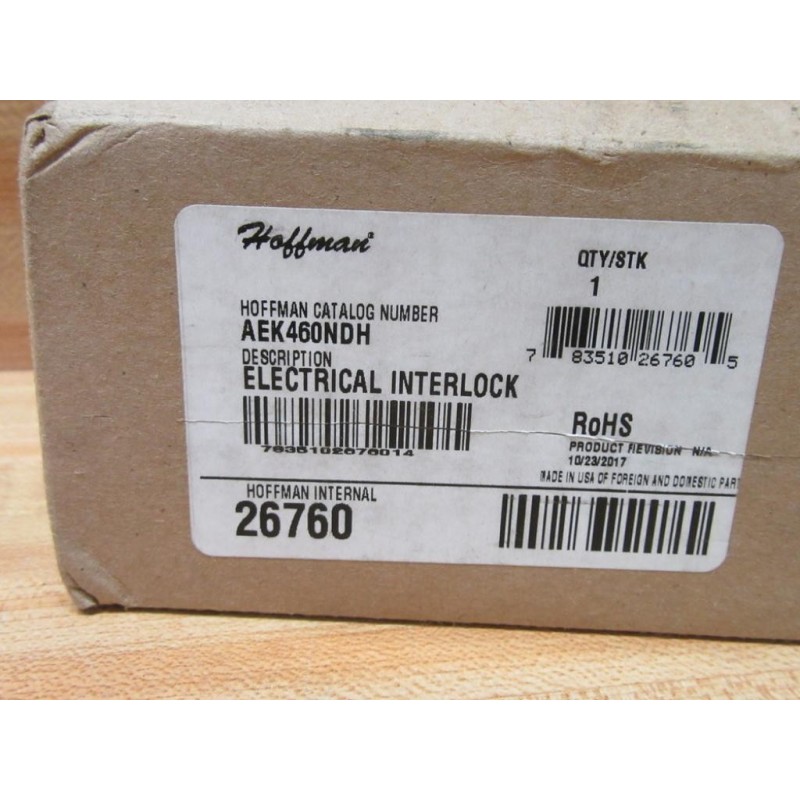 Hoffman
QTY/STK
1
HOFFMAN CATALOG NUMBER
AEK460NDH
7 83510 26760 5
DESCRIPTION
ELECTRICAL INTERLOCK
7835102676014
RoHS
PRODUCT REVISION N/A
10/23/2017
MADE IN USA OF FOREIGN AND DOMESTIC PART
HOFFMAN INTERNAL
26760